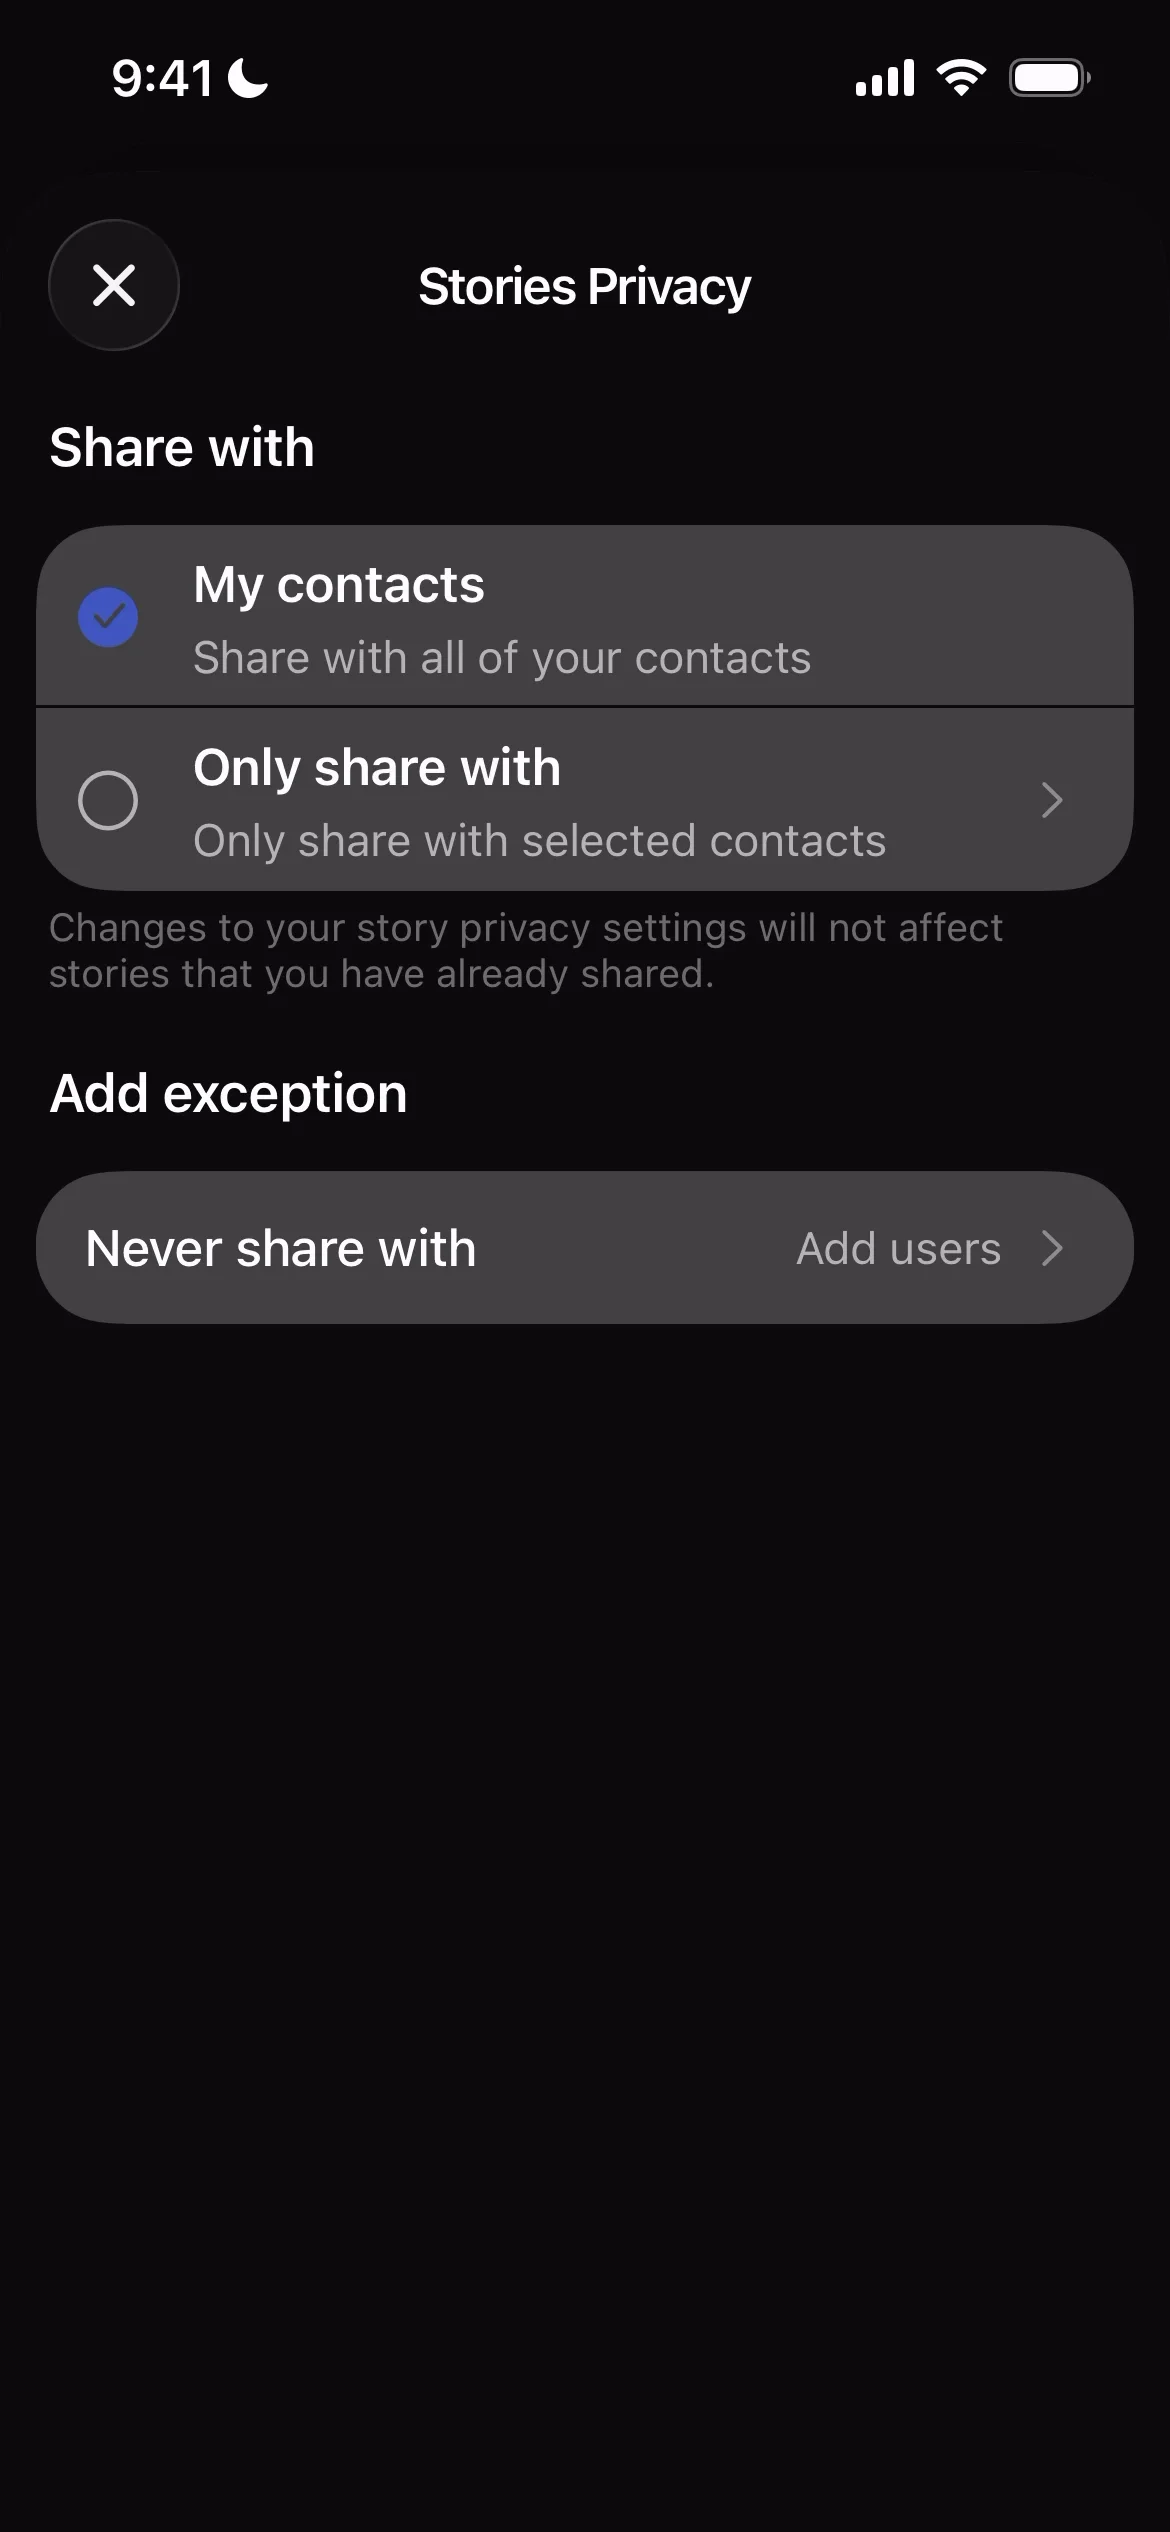 9:41
Stories Privacy
Share with
My contacts
Share with all of your contacts
Only share with
Only share with selected contacts
Changes to your story privacy settings will not affect
stories that you have already shared.
Add exception
Never share with Add users